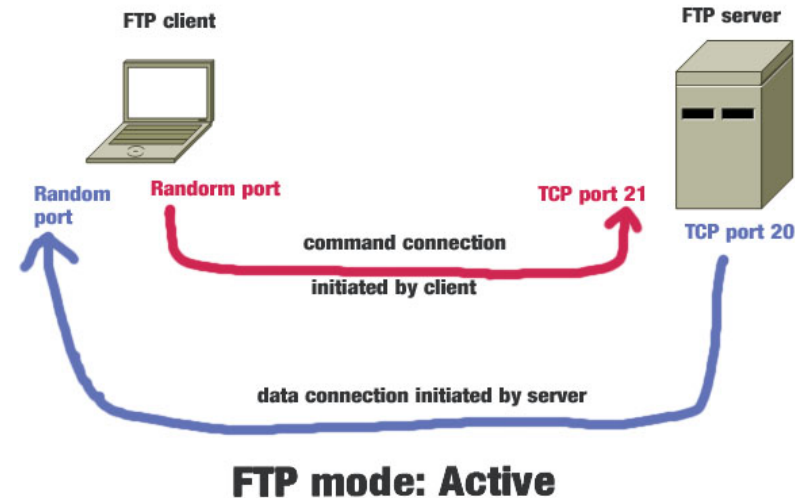 FTP client
FTP server
Random
port
Randorm port
TCP port 21
TCP port 20
command connection
initiated by client
data connection initiated by server
FTP mode: Active